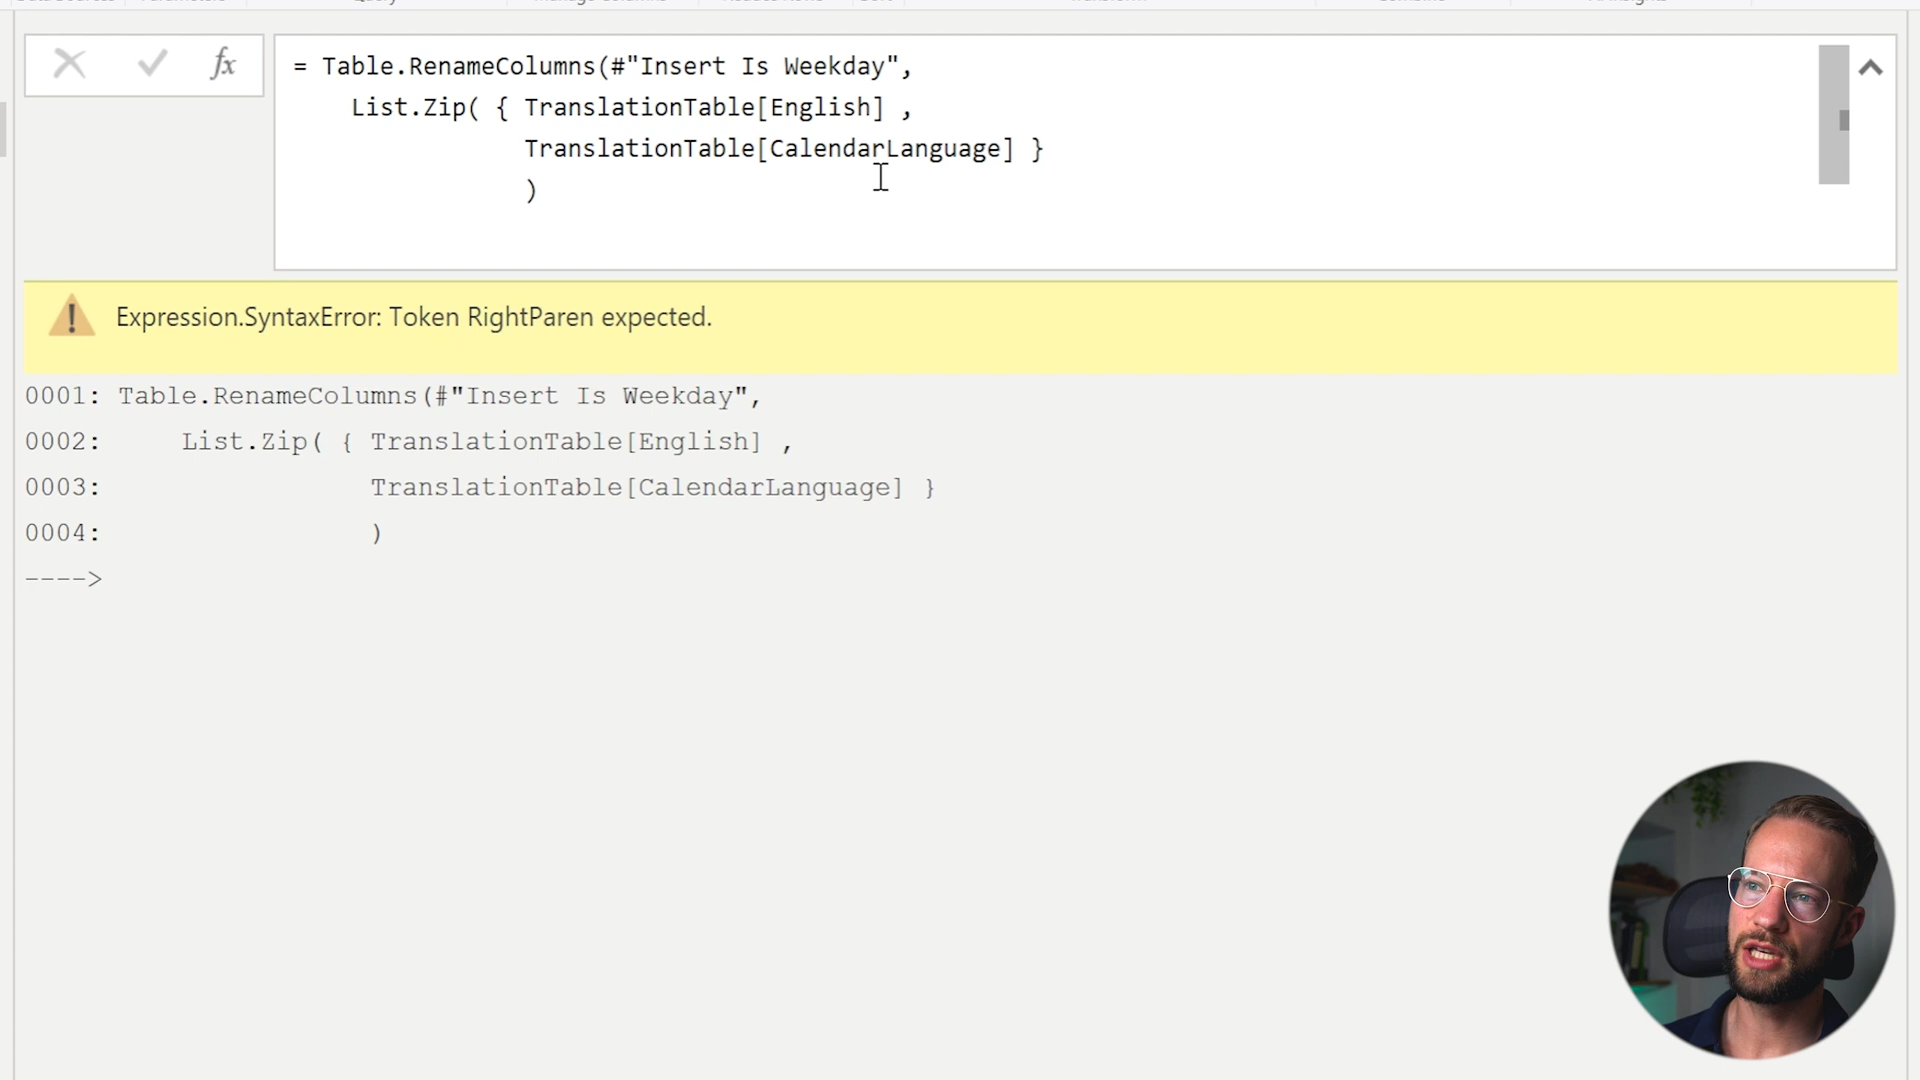 fx
= Table.RenameColumns(#"Insert Is Weekday",
List.Zip( { TranslationTable[English] ,
TranslationTable[CalendarLanguage] }
)
Expression.SyntaxError: Token RightParen expected.
0001: Table.RenameColumns(#"Insert Is Weekday",
0002: List.Zip( { TranslationTable[English] ,
0003: TranslationTable[CalendarLanguage] }
0004: )
---->